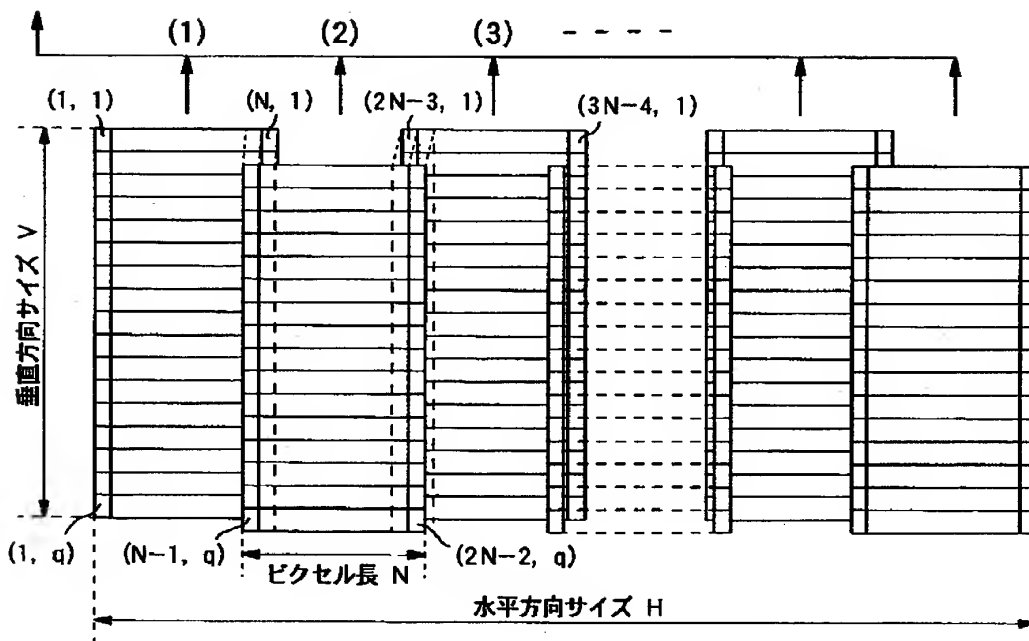 (1) (2) (3) - - - -
(1, 1) (N, 1) (2N-3, 1) (3N-4, 1)
垂直方向サイズ V
(1, q) (N-1, q) (2N-2, q)
ピクセル長 N
水平方向サイズ H